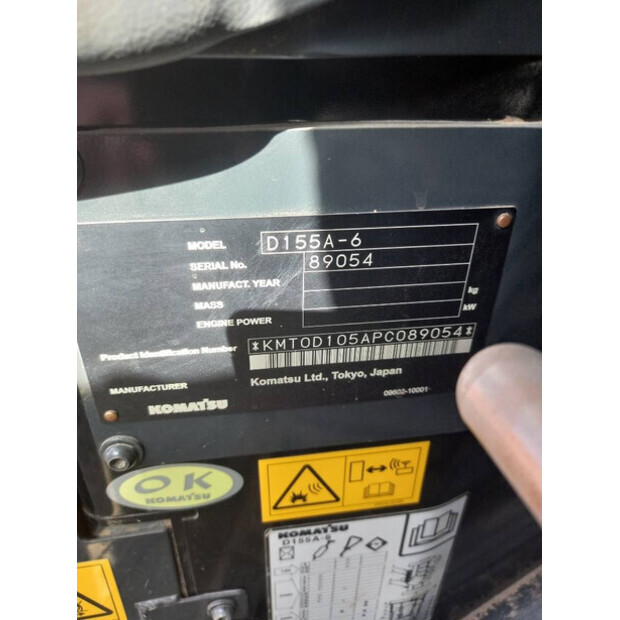 MODEL D155A-6
SERIAL No. 89054
MANUFACT. YEAR
MASS kg
ENGINE POWER kW
Product Identification Number *KMT0D105APC089054*
MANUFACTURER Komatsu Ltd., Tokyo, Japan
KOMATSU 09602-10001
OK
KOMATSU
KOMATSU
D155A-6